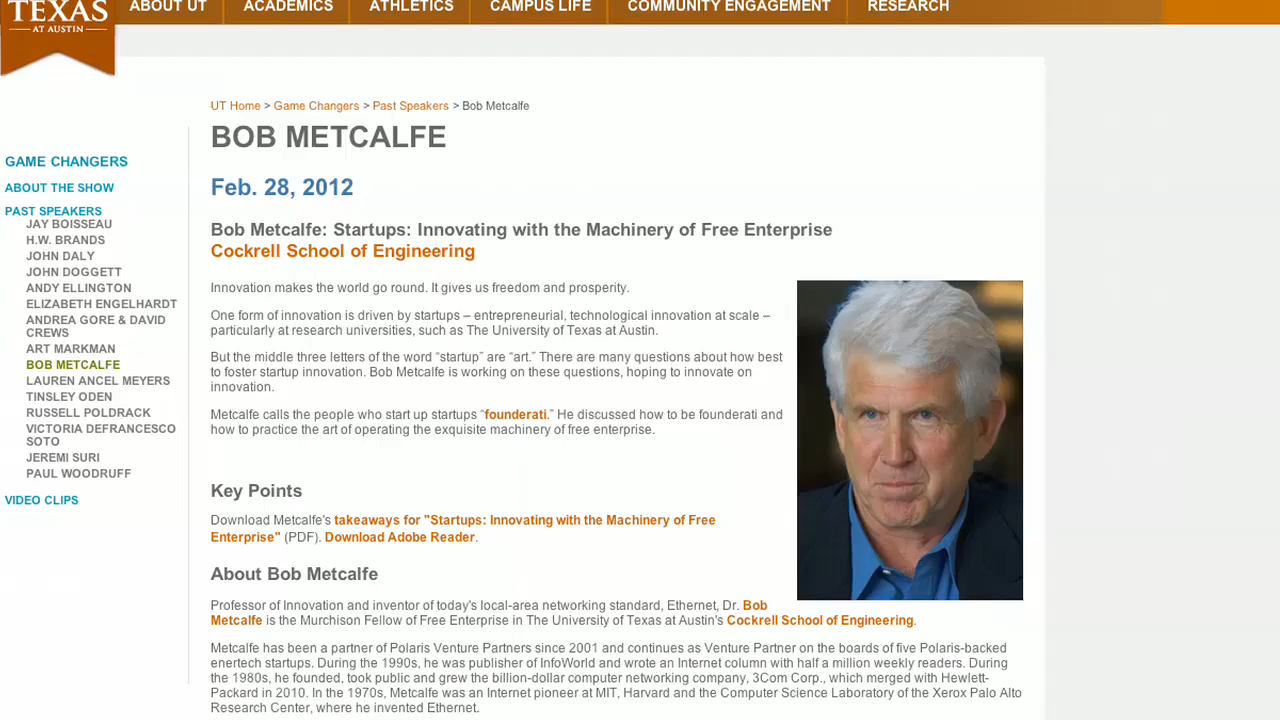 TEXAS
AT AUSTIN
ABOUT UT
ACADEMICS
ATHLETICS
CAMPUS LIFE
COMMUNITY ENGAGEMENT
RESEARCH
UT Home > Game Changers > Past Speakers > Bob Metcalfe
BOB METCALFE
GAME CHANGERS
ABOUT THE SHOW
PAST SPEAKERS
JAY BOISSEAU
H.W. BRANDS
JOHN DALY
JOHN DOGGETT
ANDY ELLINGTON
ELIZABETH ENGELHARDT
ANDREA GORE & DAVID
CREWS
ART MARKMAN
BOB METCALFE
LAUREN ANCEL MEYERS
TINSLEY ODEN
RUSSELL POLDRACK
VICTORIA DEFRANCESCO
SOTO
JEREMI SURI
PAUL WOODRUFF
VIDEO CLIPS
Feb. 28, 2012
Bob Metcalfe: Startups: Innovating with the Machinery of Free Enterprise
Cockrell School of Engineering
Innovation makes the world go round. It gives us freedom and prosperity.
One form of innovation is driven by startups – entrepreneurial, technological innovation at scale –
particularly at research universities, such as The University of Texas at Austin.
But the middle three letters of the word “startup” are “art.” There are many questions about how best
to foster startup innovation. Bob Metcalfe is working on these questions, hoping to innovate on
innovation.
Metcalfe calls the people who start up startups “founderati.” He discussed how to be founderati and
how to practice the art of operating the exquisite machinery of free enterprise.
Key Points
Download Metcalfe's takeaways for "Startups: Innovating with the Machinery of Free
Enterprise" (PDF). Download Adobe Reader.
About Bob Metcalfe
Professor of Innovation and inventor of today's local-area networking standard, Ethernet, Dr. Bob
Metcalfe is the Murchison Fellow of Free Enterprise in The University of Texas at Austin's Cockrell School of Engineering.
Metcalfe has been a partner of Polaris Venture Partners since 2001 and continues as Venture Partner on the boards of five Polaris-backed
enertech startups. During the 1990s, he was publisher of InfoWorld and wrote an Internet column with half a million weekly readers. During
the 1980s, he founded, took public and grew the billion-dollar computer networking company, 3Com Corp., which merged with Hewlett-
Packard in 2010. In the 1970s, Metcalfe was an Internet pioneer at MIT, Harvard and the Computer Science Laboratory of the Xerox Palo Alto
Research Center, where he invented Ethernet.